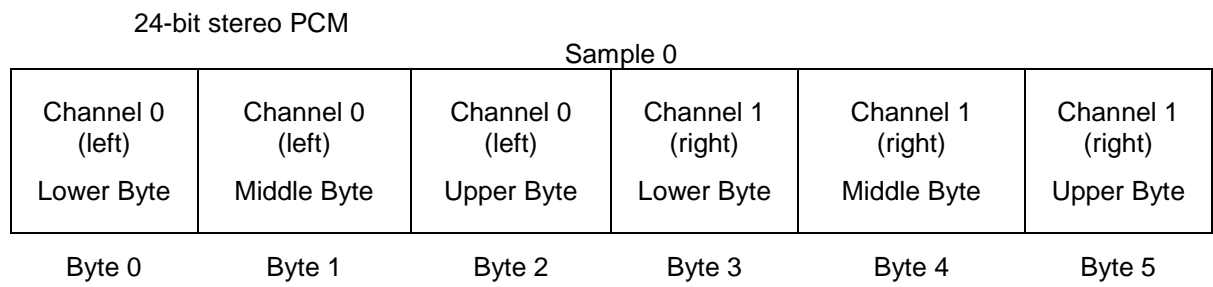 24-bit stereo PCM
Sample 0
Channel 0 Channel 0 Channel 0 Channel 1 Channel 1 Channel 1
(left) (left) (left) (right) (right) (right)
Lower Byte Middle Byte Upper Byte Lower Byte Middle Byte Upper Byte
Byte 0 Byte 1 Byte 2 Byte 3 Byte 4 Byte 5